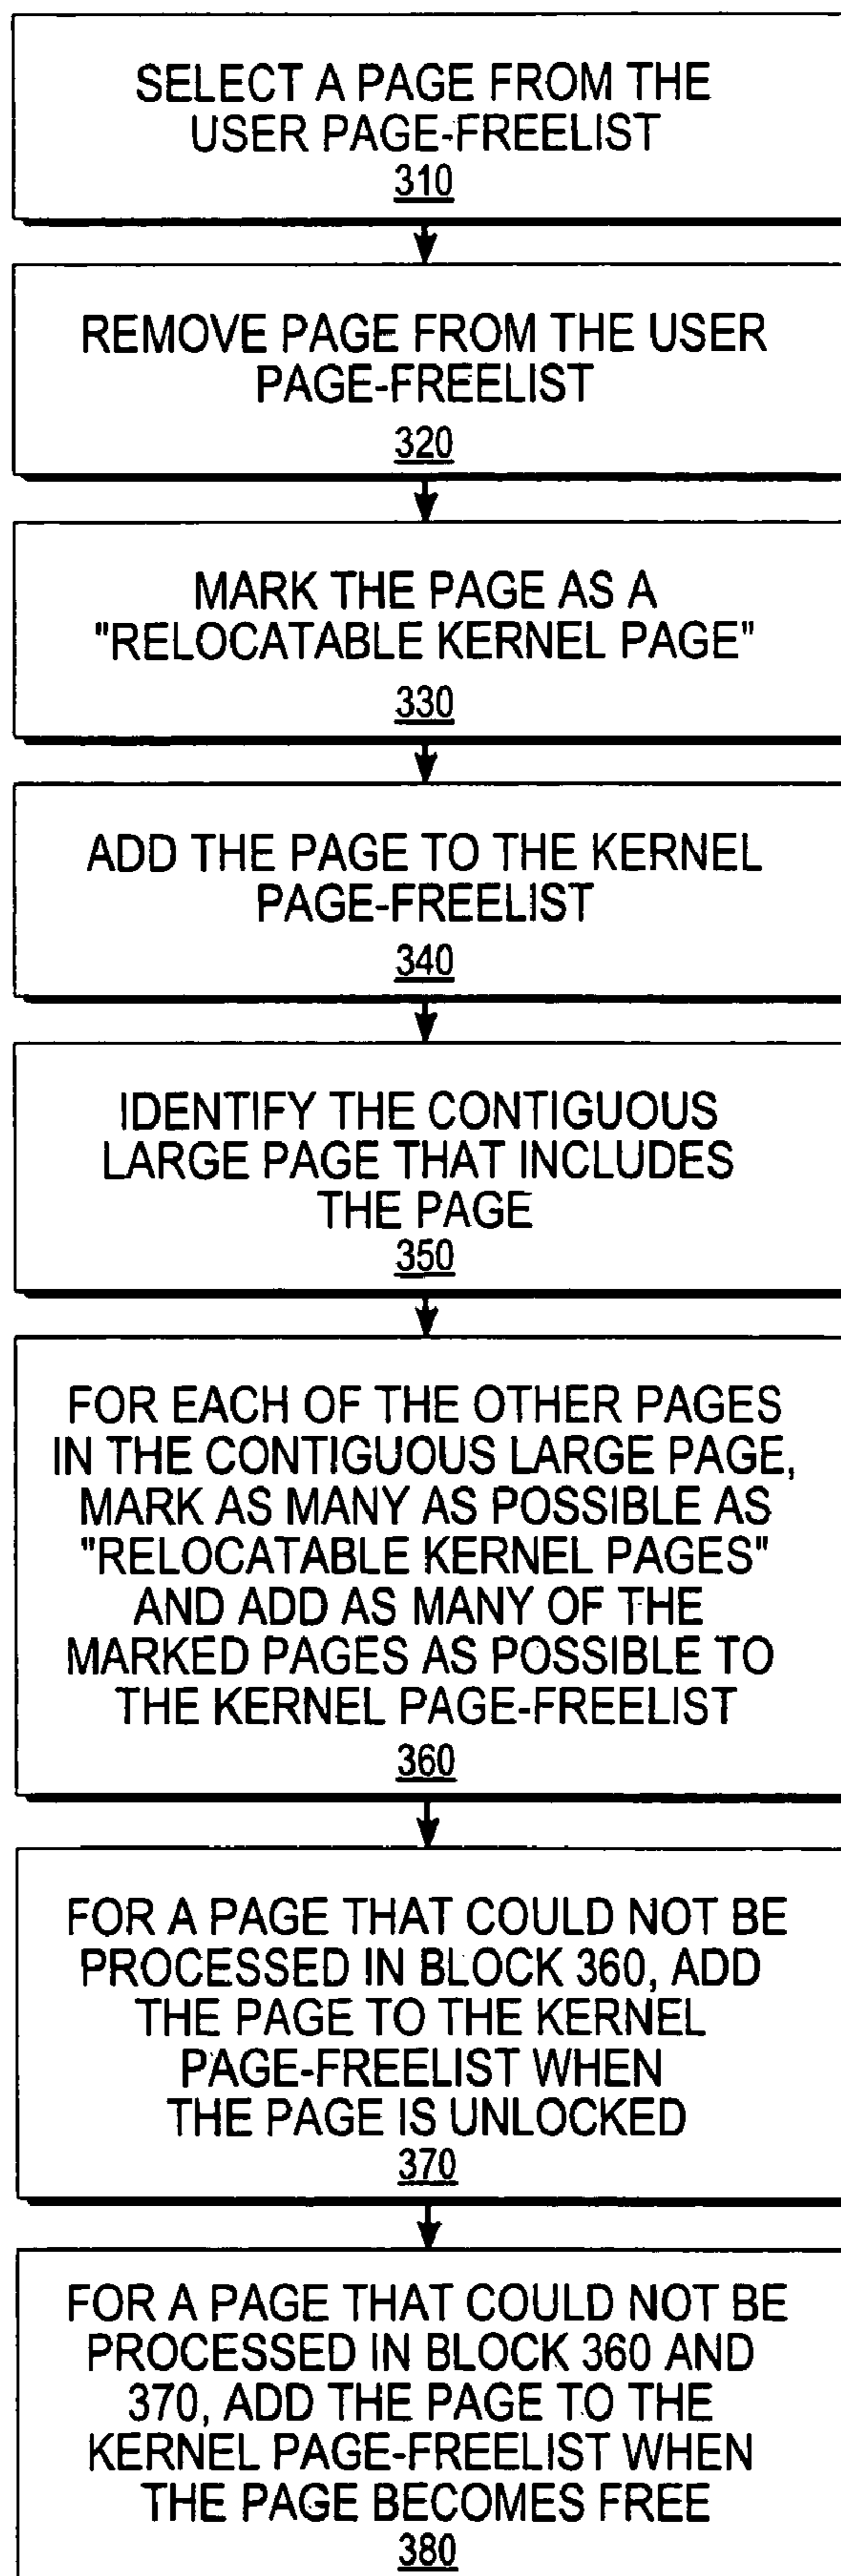 SELECT A PAGE FROM THE
USER PAGE-FREELIST
310
REMOVE PAGE FROM THE USER
PAGE-FREELIST
320
MARK THE PAGE AS A
"RELOCATABLE KERNEL PAGE"
330
ADD THE PAGE TO THE KERNEL
PAGE-FREELIST
340
IDENTIFY THE CONTIGUOUS
LARGE PAGE THAT INCLUDES
THE PAGE
350
FOR EACH OF THE OTHER PAGES
IN THE CONTIGUOUS LARGE PAGE,
MARK AS MANY AS POSSIBLE AS
"RELOCATABLE KERNEL PAGES"
AND ADD AS MANY OF THE
MARKED PAGES AS POSSIBLE TO
THE KERNEL PAGE-FREELIST
360
FOR A PAGE THAT COULD NOT BE
PROCESSED IN BLOCK 360, ADD
THE PAGE TO THE KERNEL
PAGE-FREELIST WHEN
THE PAGE IS UNLOCKED
370
FOR A PAGE THAT COULD NOT BE
PROCESSED IN BLOCK 360 AND
370, ADD THE PAGE TO THE
KERNEL PAGE-FREELIST WHEN
THE PAGE BECOMES FREE
380